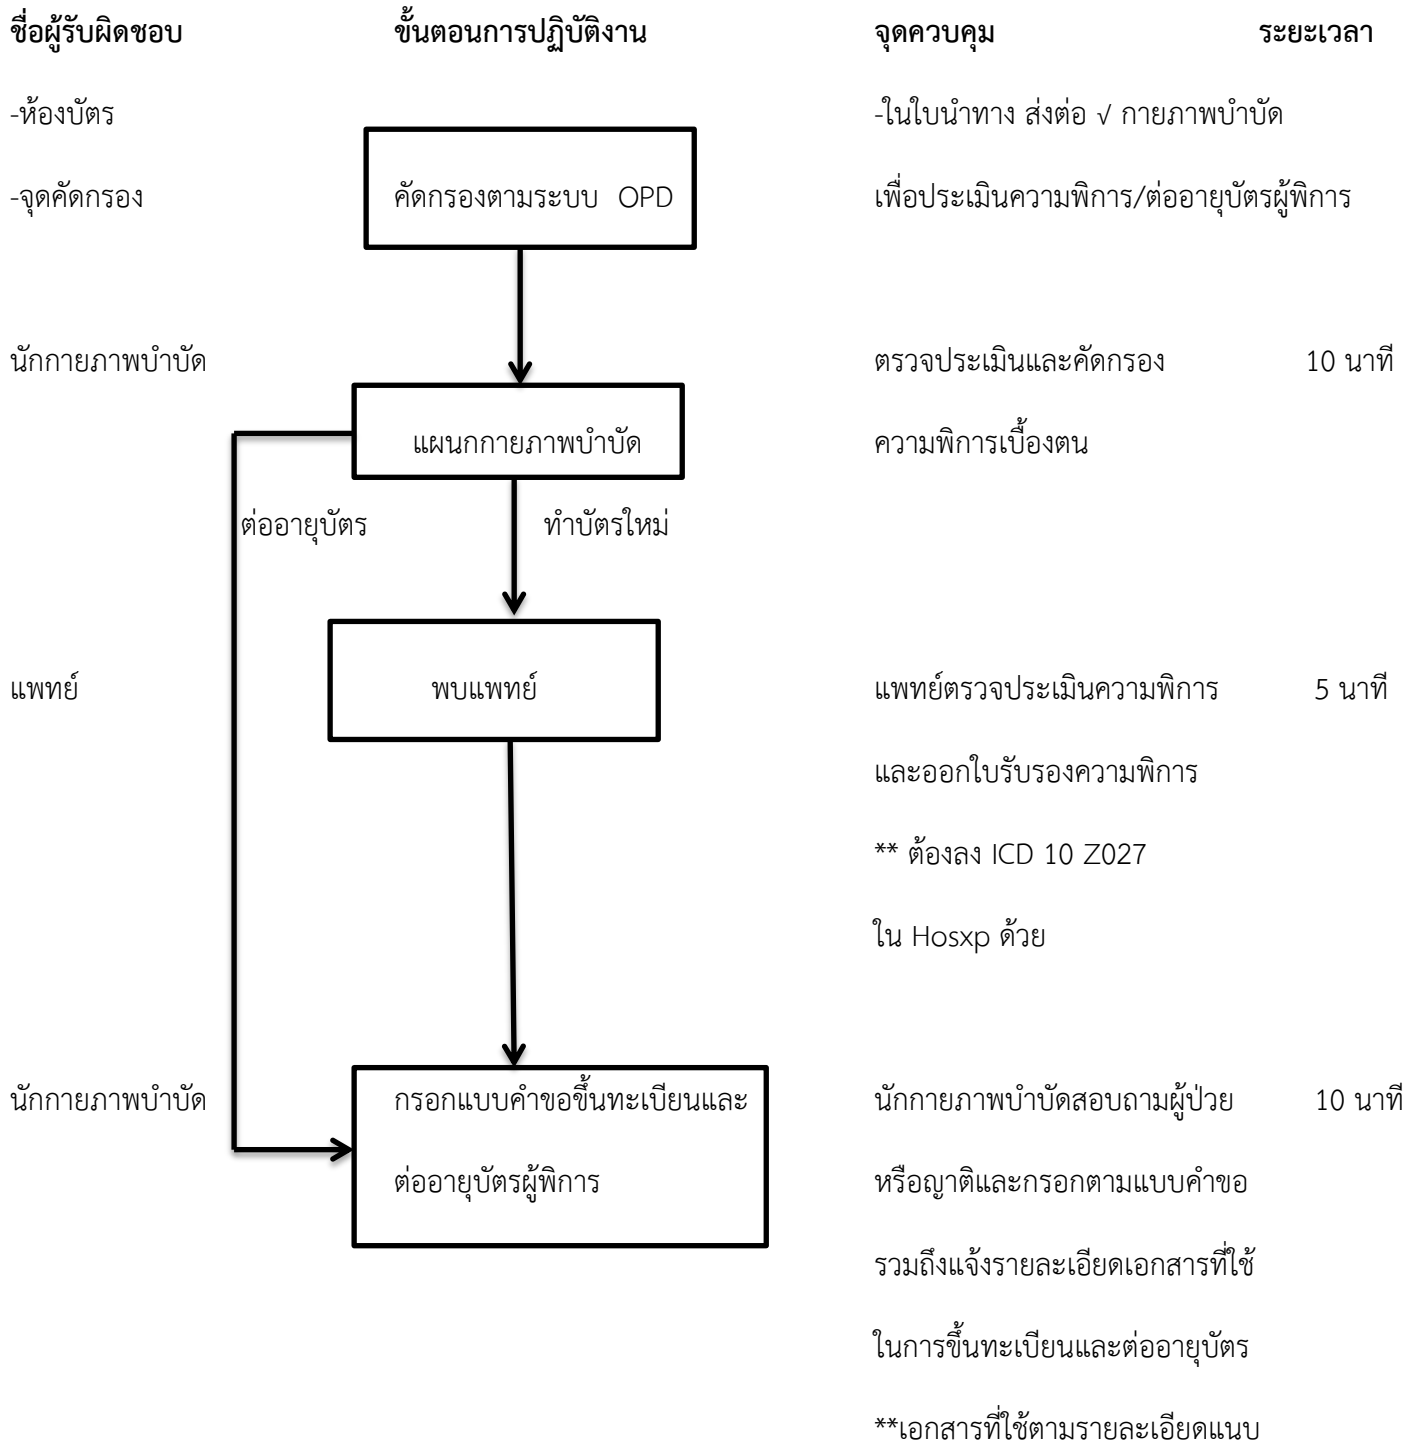 ชื่อผู้รับผิดชอบ ขั้นตอนการปฏิบัติงาน จุดควบคุม ระยะเวลา
-ห้องบัตร -ในใบนำทาง ส่งต่อ √ กายภาพบำบัด
-จุดคัดกรอง คัดกรองตามระบบ OPD เพื่อประเมินความพิการ/ต่ออายุบัตรผู้พิการ
นักกายภาพบำบัด ตรวจประเมินและคัดกรอง 10 นาที
แผนกกายภาพบำบัด ความพิการเบื้องตน
ต่ออายุบัตร ทำบัตรใหม่
แพทย์ พบแพทย์ แพทย์ตรวจประเมินความพิการ 5 นาที
และออกใบรับรองความพิการ
** ต้องลง ICD 10 Z027
ใน Hosxp ด้วย
นักกายภาพบำบัด กรอกแบบคำขอขึ้นทะเบียนและ นักกายภาพบำบัดสอบถามผู้ป่วย 10 นาที
ต่ออายุบัตรผู้พิการ หรือญาติและกรอกตามแบบคำขอ
รวมถึงแจ้งรายละเอียดเอกสารที่ใช้
ในการขึ้นทะเบียนและต่ออายุบัตร
**เอกสารที่ใช้ตามรายละเอียดแนบ